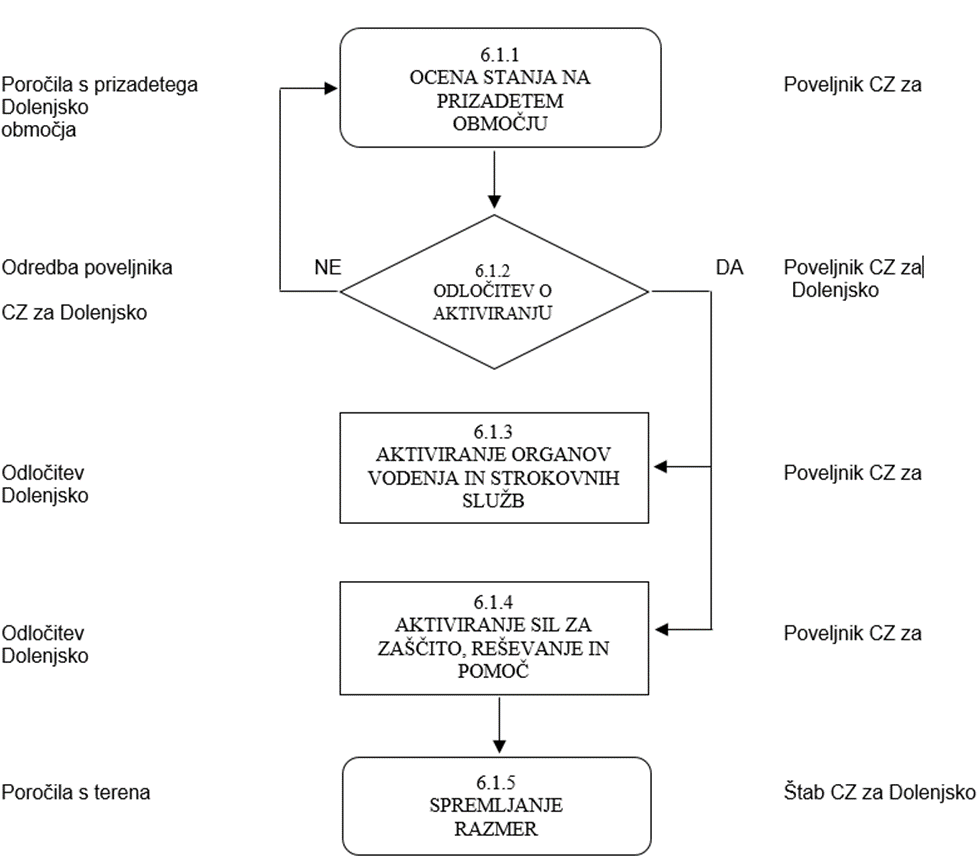 6.1.1
OCENA STANJA NA
PRIZADETEM
OBMOČJU
Poročila s prizadetega
Dolenjsko
območja
Poveljnik CZ za
Odredba poveljnika
CZ za Dolenjsko
NE
6.1.2
ODLOČITEV O
AKTIVIRANJU
DA
Poveljnik CZ za
Dolenjsko
6.1.3
AKTIVIRANJE ORGANOV
VODENJA IN STROKOVNIH
SLUŽB
Odločitev
Dolenjsko
Poveljnik CZ za
6.1.4
AKTIVIRANJE SIL ZA
ZAŠČITO, REŠEVANJE IN
POMOČ
Odločitev
Dolenjsko
Poveljnik CZ za
Poročila s terena
6.1.5
SPREMLJANJE
RAZMER
Štab CZ za Dolenjsko